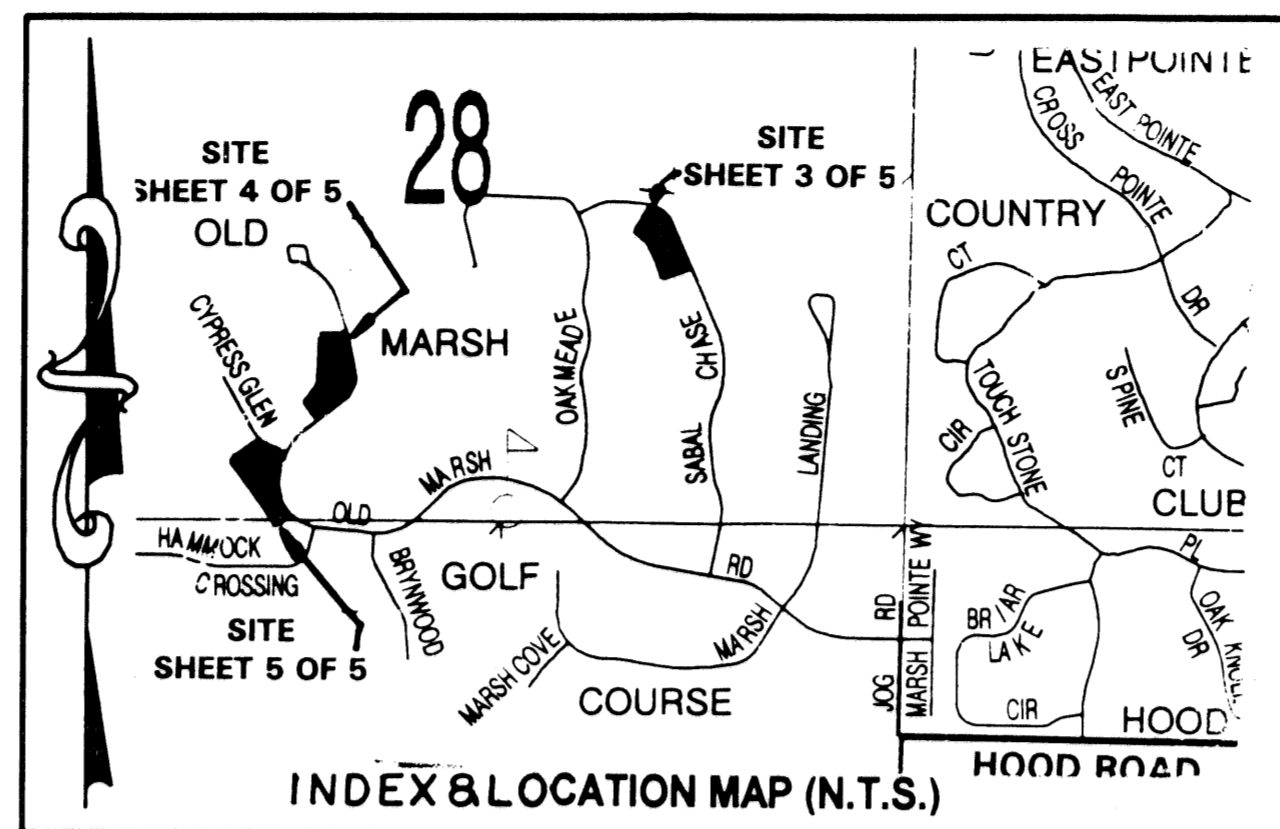 EASTPOINTE
EAST POINTE
CROSS POINTE DR
28
SITE
SHEET 4 OF 5
SITE
SHEET 3 OF 5
OLD
MARSH
GOLF
COURSE
COUNTRY
CLUB
CT
CYPRESS GLEN
OAKMEADE
SABAL CHASE
LANDING
MARSH
TOUCH STONE
CIR
SPINE
CT
OLD MARSH RD
HAMMOCK
CROSSING
BRYNWOOD
MARSH COVE
SITE
SHEET 5 OF 5
JOG RD
MARSH POINTE WY
BRIAR
LAKE
CIR
PL
OAK KNOLL
DR
HOOD
HOOD ROAD
INDEX & LOCATION MAP (N.T.S.)